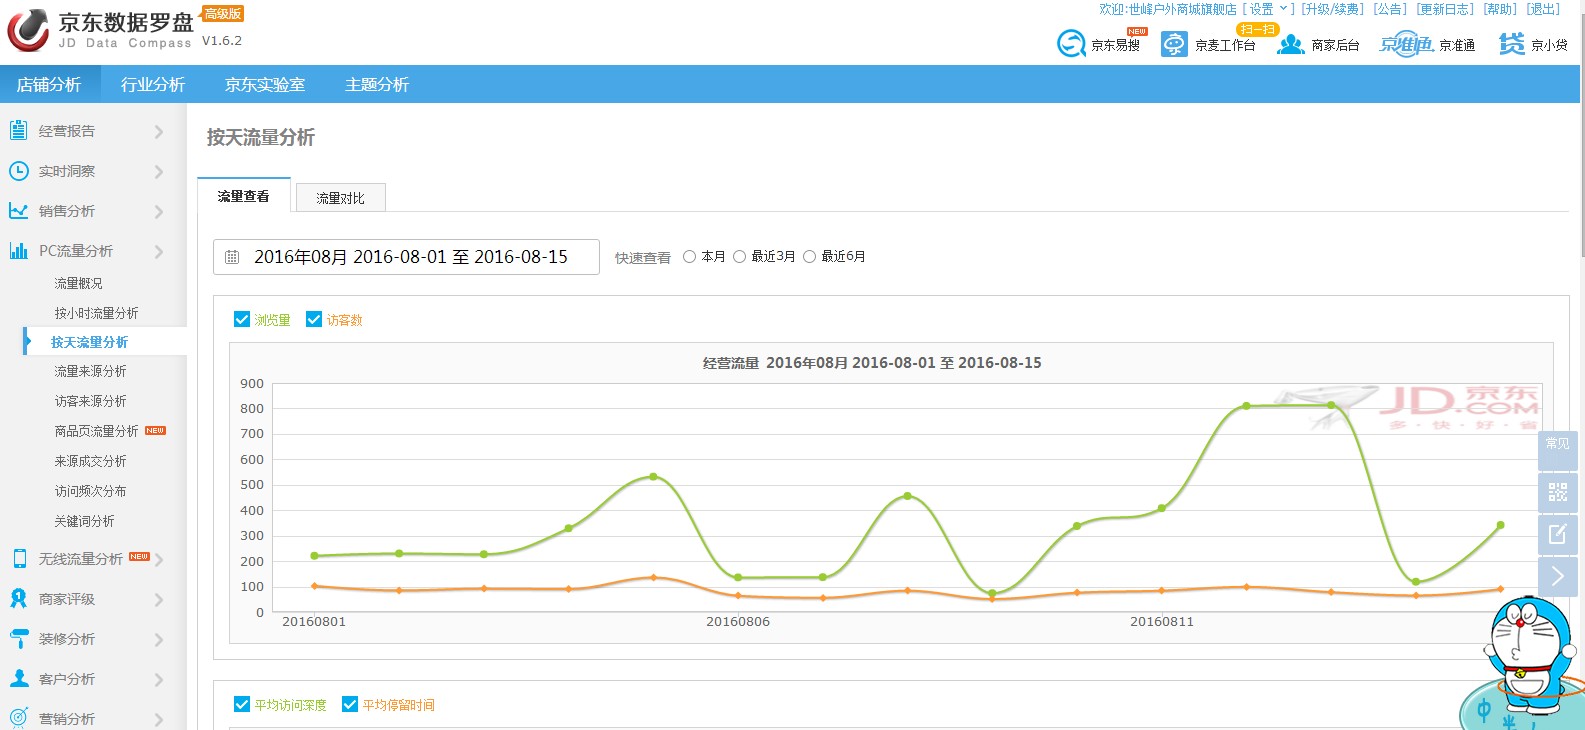 京东数据罗盘 高级版
JD Data Compass V1.6.2
欢迎:世峰户外商城旗舰店 [ 设置 ] [升级/续费] [公告] [更新日志] [帮助] [退出]
京东易搜 NEW 京麦工作台 扫一扫 商家后台 京准通 京准通 贷 京小贷
店铺分析 行业分析 京东实验室 主题分析
经营报告
实时洞察
销售分析
PC流量分析
流量概况
按小时流量分析
按天流量分析
流量来源分析
访客来源分析
商品页流量分析 NEW
来源成交分析
访问频次分布
关键词分析
无线流量分析 NEW
商家评级
装修分析
客户分析
营销分析
按天流量分析
流量查看 流量对比
2016年08月 2016-08-01 至 2016-08-15 快速查看 本月 最近3月 最近6月
浏览量 访客数
经营流量 2016年08月 2016-08-01 至 2016-08-15
JD 京东
.COM
多·快·好·省
900
800
700
600
500
400
300
200
100
0
20160801 20160806 20160811
常见
平均访问深度 平均停留时间
中